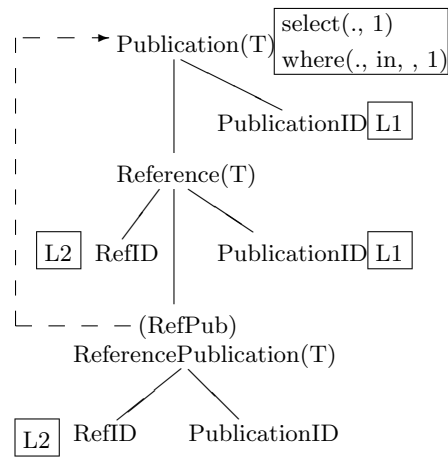 select(., 1)
Publication(T)
where(., in, , 1)
PublicationID L1
Reference(T)
L2 RefID PublicationID L1
(RefPub)
ReferencePublication(T)
L2 RefID PublicationID